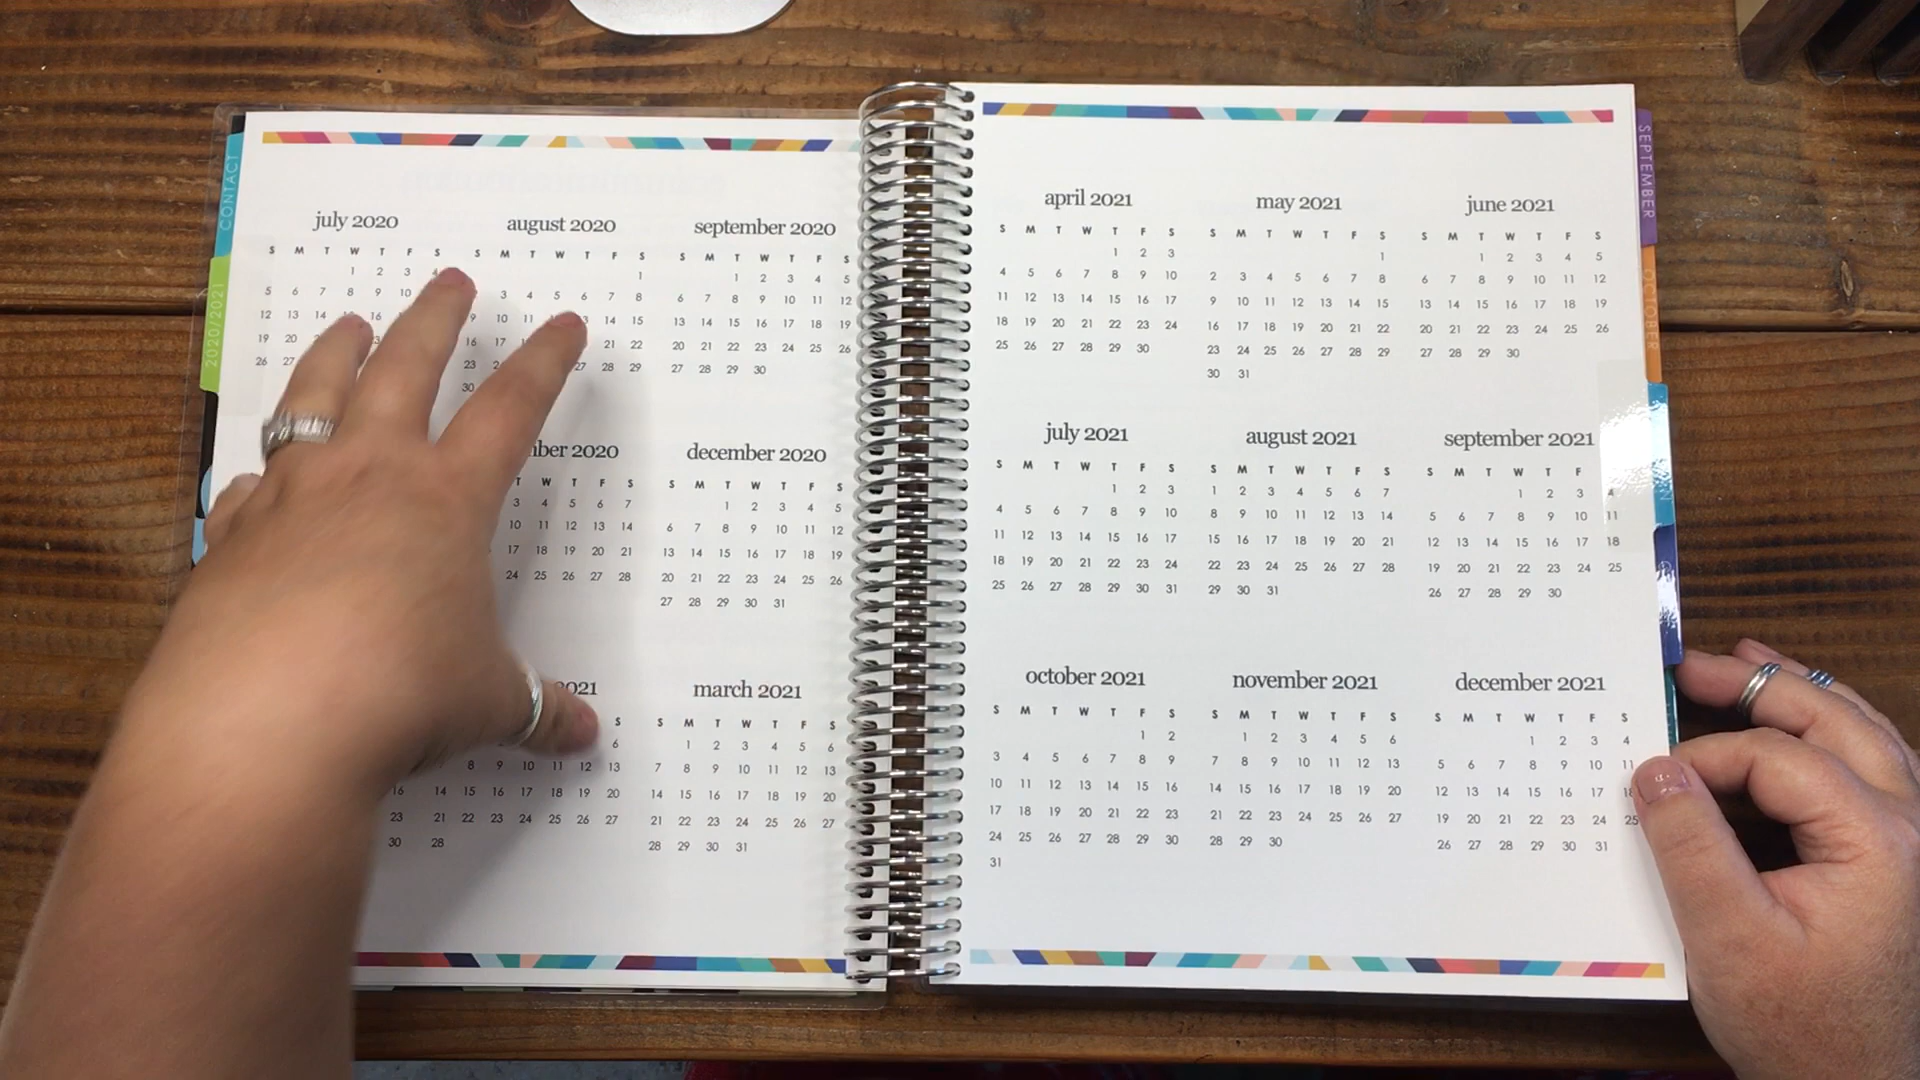 CONTACT
2020/2021
july 2020
S M T W T F S
1 2 3 4
5 6 7 8 9 10
12 13 14 16
19 20
26 27
august 2020
S M T W T F S
1
3 4 5 6 7 8
9 10 11 14 15
16 17 21 22
23 27 28 29
30
september 2020
S M T W T F S
1 2 3 4 5
6 7 8 9 10 11 12
13 14 15 16 17 18 19
20 21 22 23 24 25 26
27 28 29 30
2020
T W T F S
3 4 5 6 7
10 11 12 13 14
17 18 19 20 21
24 25 26 27 28
december 2020
S M T W T F S
1 2 3 4 5
6 7 8 9 10 11 12
13 14 15 16 17 18 19
20 21 22 23 24 25 26
27 28 29 30 31
16
23
30
2021
S
6
8 9 10 11 12 13
14 15 16 17 18 19 20
21 22 23 24 25 26 27
28
march 2021
S M T W T F S
1 2 3 4 5 6
7 8 9 10 11 12 13
14 15 16 17 18 19 20
21 22 23 24 25 26 27
28 29 30 31
april 2021
S M T W T F S
1 2 3
4 5 6 7 8 9 10
11 12 13 14 15 16 17
18 19 20 21 22 23 24
25 26 27 28 29 30
may 2021
S M T W T F S
1
2 3 4 5 6 7 8
9 10 11 12 13 14 15
16 17 18 19 20 21 22
23 24 25 26 27 28 29
30 31
june 2021
S M T W T F S
1 2 3 4 5
6 7 8 9 10 11 12
13 14 15 16 17 18 19
20 21 22 23 24 25 26
27 28 29 30
july 2021
S M T W T F S
1 2 3
4 5 6 7 8 9 10
11 12 13 14 15 16 17
18 19 20 21 22 23 24
25 26 27 28 29 30 31
august 2021
S M T W T F S
1 2 3 4 5 6 7
8 9 10 11 12 13 14
15 16 17 18 19 20 21
22 23 24 25 26 27 28
29 30 31
september 2021
S M T W T F
1 2 3 4
5 6 7 8 9 10 11
12 13 14 15 16 17 18
19 20 21 22 23 24 25
26 27 28 29 30
october 2021
S M T W T F S
1 2
3 4 5 6 7 8 9
10 11 12 13 14 15 16
17 18 19 20 21 22 23
24 25 26 27 28 29 30
31
november 2021
S M T W T F S
1 2 3 4 5 6
7 8 9 10 11 12 13
14 15 16 17 18 19 20
21 22 23 24 25 26 27
28 29 30
december 2021
S M T W T F S
1 2 3 4
5 6 7 8 9 10 11
12 13 14 15 16 17 18
19 20 21 22 23 24 25
26 27 28 29 30 31
SEPTEMBER
OCTOBER